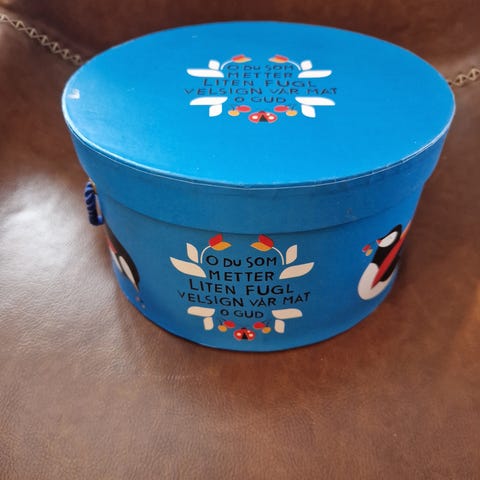 O DU SOM
METTER
LITEN FUGL
VELSIGN VÅR MAT
O GUD
O DU SOM
METTER
LITEN FUGL
VELSIGN VÅR MAT
O GUD